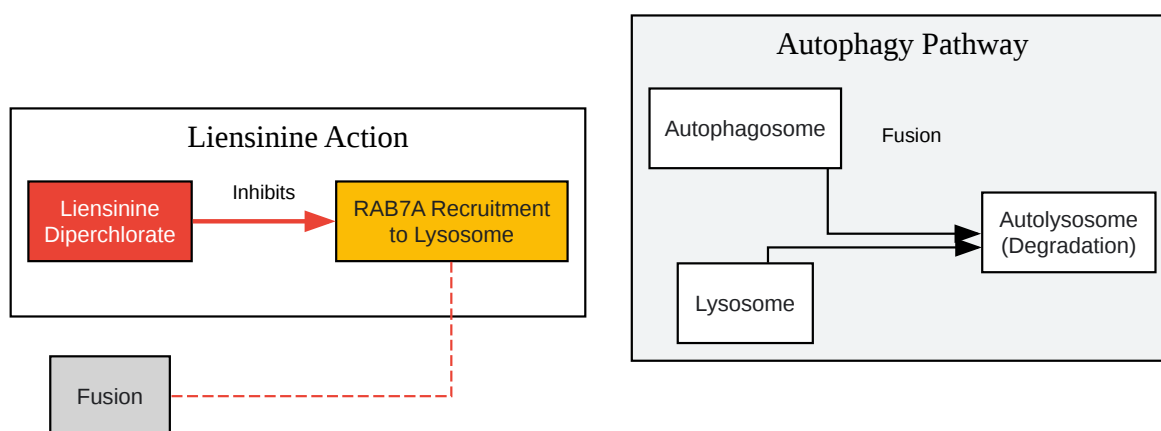 Liensinine Action
Liensinine
Diperchlorate
Inhibits
RAB7A Recruitment
to Lysosome
Fusion
Autophagy Pathway
Autophagosome
Fusion
Autolysosome
(Degradation)
Lysosome